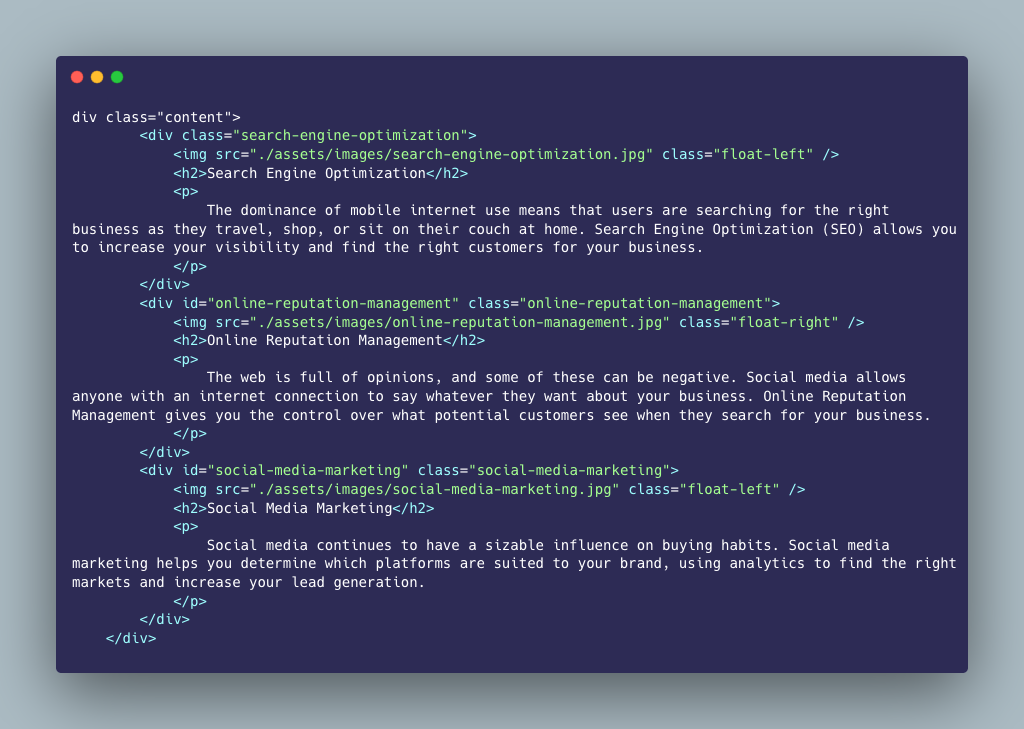 div class="content">
        <div class="search-engine-optimization">
            <img src="./assets/images/search-engine-optimization.jpg" class="float-left" />
            <h2>Search Engine Optimization</h2>
            <p>
                The dominance of mobile internet use means that users are searching for the right
business as they travel, shop, or sit on their couch at home. Search Engine Optimization (SEO) allows you
to increase your visibility and find the right customers for your business.
            </p>
        </div>
        <div id="online-reputation-management" class="online-reputation-management">
            <img src="./assets/images/online-reputation-management.jpg" class="float-right" />
            <h2>Online Reputation Management</h2>
            <p>
                The web is full of opinions, and some of these can be negative. Social media allows
anyone with an internet connection to say whatever they want about your business. Online Reputation
Management gives you the control over what potential customers see when they search for your business.
            </p>
        </div>
        <div id="social-media-marketing" class="social-media-marketing">
            <img src="./assets/images/social-media-marketing.jpg" class="float-left" />
            <h2>Social Media Marketing</h2>
            <p>
                Social media continues to have a sizable influence on buying habits. Social media
marketing helps you determine which platforms are suited to your brand, using analytics to find the right
markets and increase your lead generation.
            </p>
        </div>
    </div>